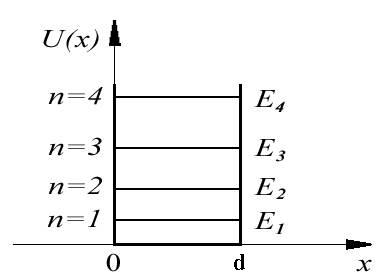 U(x)
n=4 E₄
n=3 E₃
n=2 E₂
n=1 E₁
0 d x